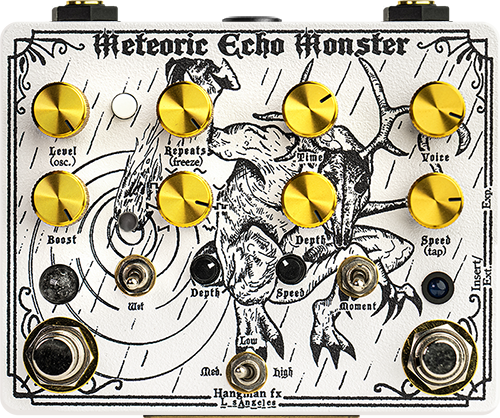 Meteoric Echo Monster
Level
(osc.)
Repeats
(freeze)
Time
Voice
Boost
Depth
Speed
(tap)
Exp.
Insert/
Ext.
Wet
Depth
Speed
Moment
Low
Med.
high
Hangman fx
L sAngeles